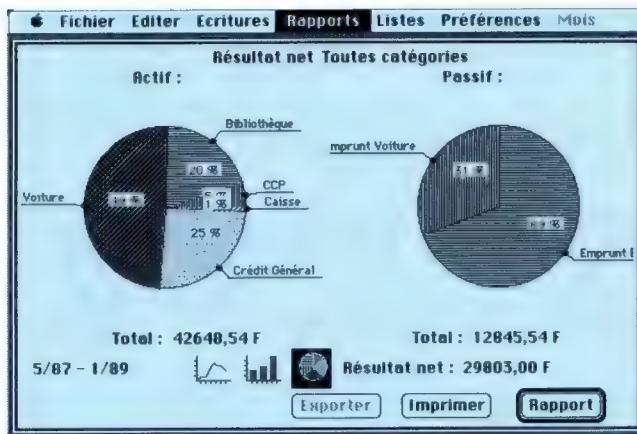 Fichier Editer Ecritures Rapports Listes Préférences Mois
Résultat net Toutes catégories
Actif : Passif :
Bibliothèque
mprunt Voiture
20 %
31 %
CCP
Voiture
1 %
Caisse
25 %
Emprunt
Crédit Général
Total : 42648,54 F Total : 12845,54 F
5/87 - 1/89 Résultat net : 29803,00 F
Exporter Imprimer Rapport